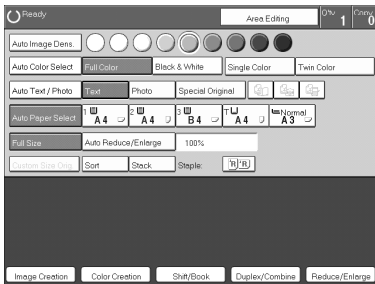 Ready Area Editing Q'ty 1 Copy 0
Auto Image Dens.
Auto Color Select Full Color Black & White Single Color Twin Color
Auto Text / Photo Text Photo Special Original
Auto Paper Select 1 A4 2 A4 3 B4 T A4 Normal A3
Full Size Auto Reduce/Enlarge 100%
Custom Size Orig. Sort Stack Staple: R R
Image Creation Color Creation Shift/Book Duplex/Combine Reduce/Enlarge